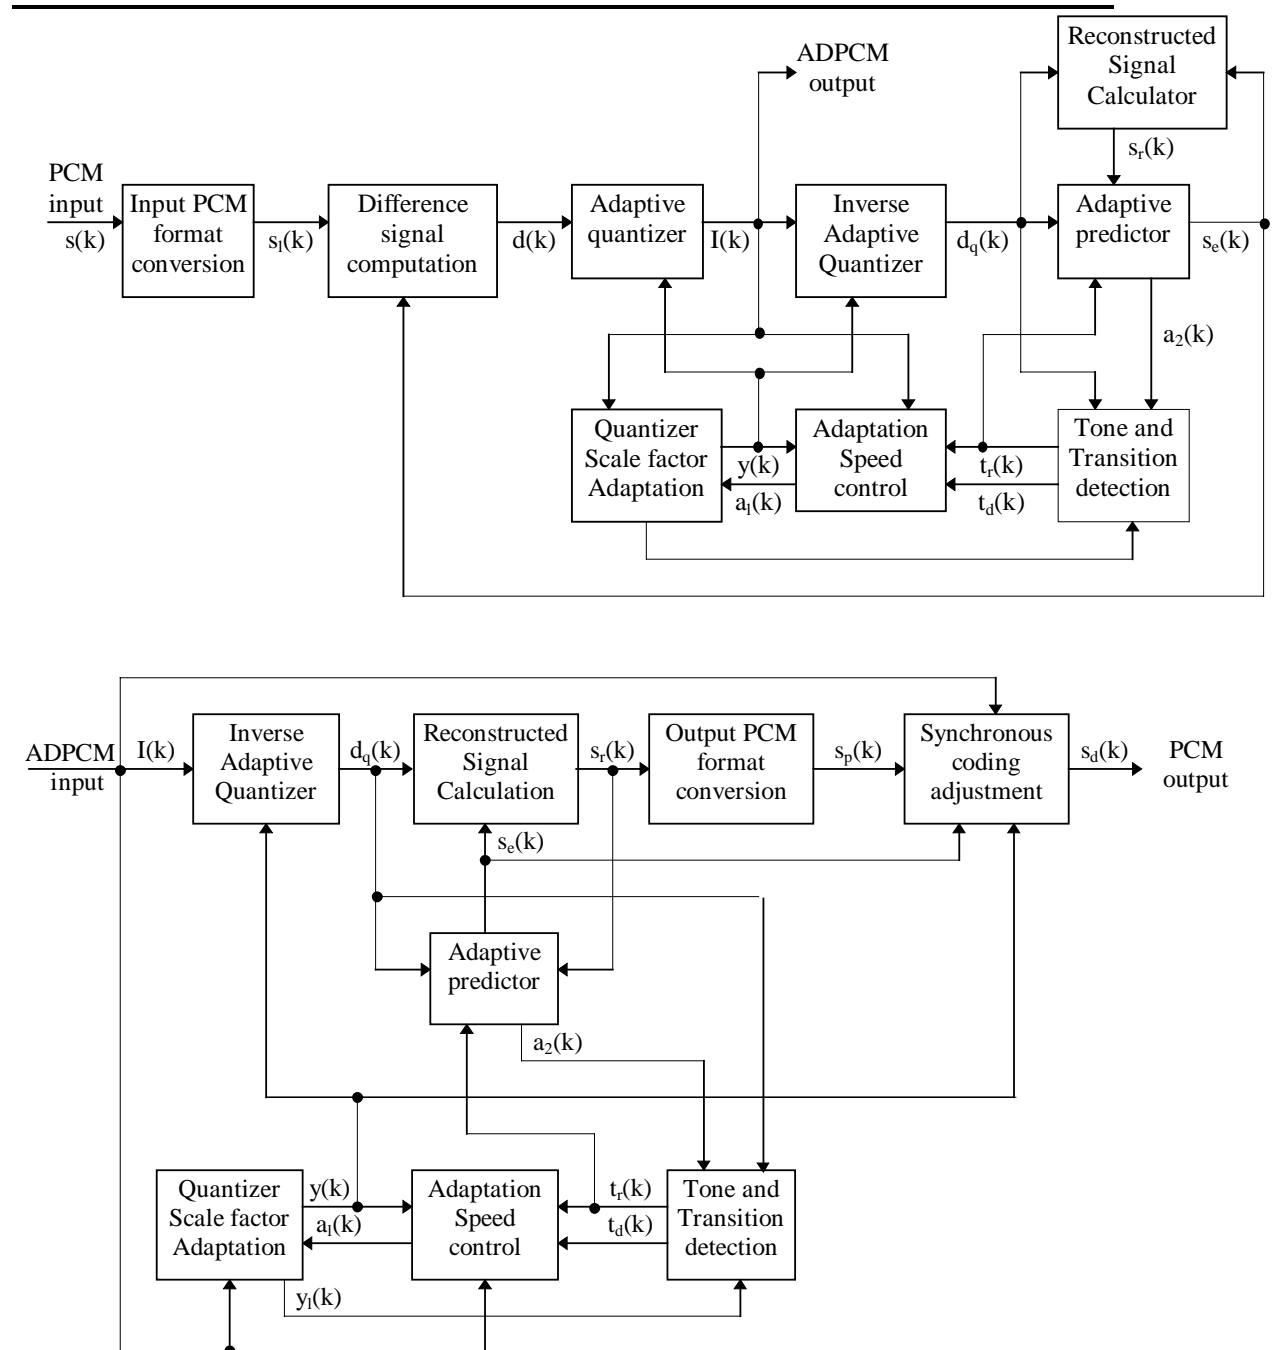 Reconstructed
Signal
Calculator
ADPCM
output
s_r(k)
PCM
input
s(k)
Input PCM
format
conversion
s_l(k)
Difference
signal
computation
d(k)
Adaptive
quantizer
I(k)
Inverse
Adaptive
Quantizer
d_q(k)
Adaptive
predictor
s_e(k)
a_2(k)
Quantizer
Scale factor
Adaptation
y(k)
a_l(k)
Adaptation
Speed
control
t_r(k)
t_d(k)
Tone and
Transition
detection
ADPCM
input
I(k)
Inverse
Adaptive
Quantizer
d_q(k)
Reconstructed
Signal
Calculation
s_r(k)
Output PCM
format
conversion
s_p(k)
Synchronous
coding
adjustment
s_d(k)
PCM
output
s_e(k)
Adaptive
predictor
a_2(k)
Quantizer
Scale factor
Adaptation
y(k)
a_l(k)
Adaptation
Speed
control
t_r(k)
t_d(k)
Tone and
Transition
detection
y_l(k)